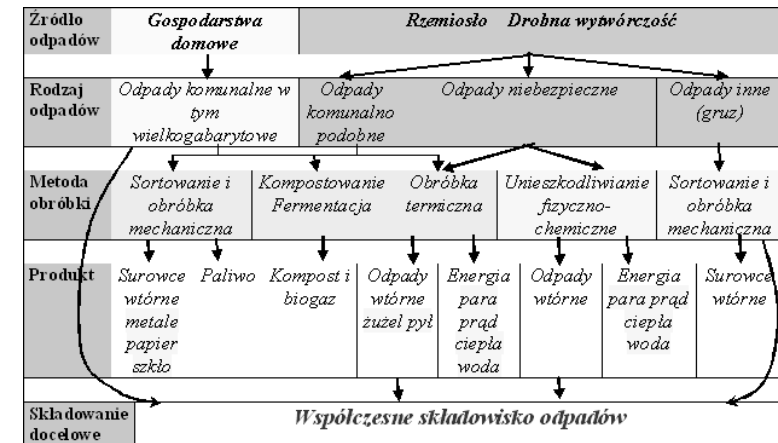 Źródło odpadów
Gospodarstwa domowe
Rzemiosło Drobna wytwórczość
Rodzaj odpadów
Odpady komunalne w tym wielkogabarytowe
Odpady komunalno podobne
Odpady niebezpieczne
Odpady inne (gruz)
Metoda obróbki
Sortowanie i obróbka mechaniczna
Kompostowanie Fermentacja
Obróbka termiczna
Unieszkodliwianie fizyczno-chemiczne
Sortowanie i obróbka mechaniczna
Produkt
Surowce wtórne metale papier szkło
Paliwo
Kompost i biogaz
Odpady wtórne żużel pył
Energia para prąd ciepła woda
Odpady wtórne
Energia para prąd ciepła woda
Surowce wtórne
Składowanie docelowe
Współczesne składowisko odpadów